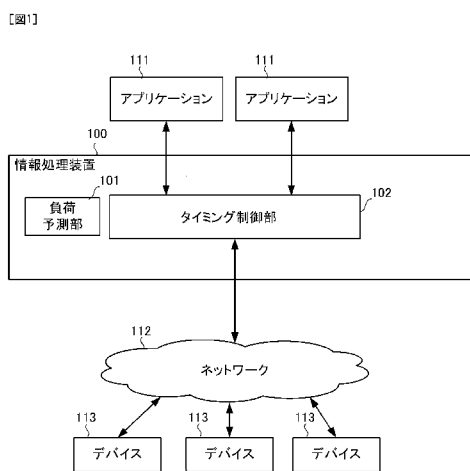 [図1]
111
111
アプリケーション
アプリケーション
100
情報処理装置
101
102
負荷
予測部
タイミング制御部
112
ネットワーク
113
113
113
デバイス
デバイス
デバイス